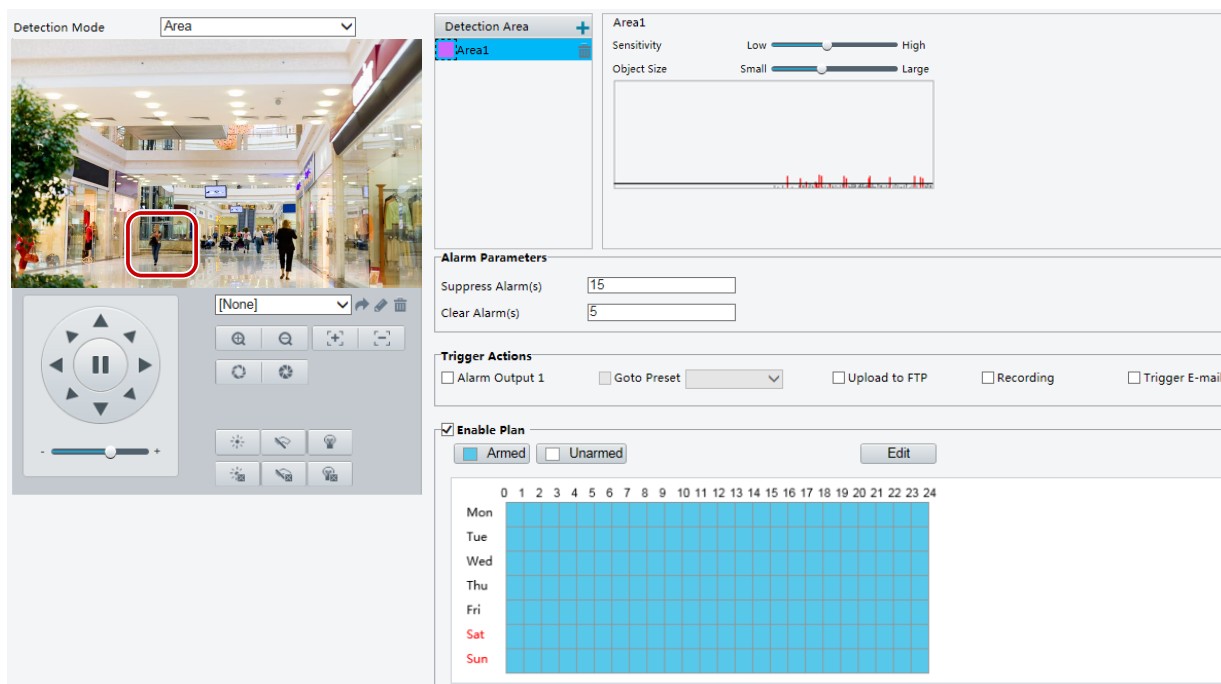 Detection Mode
Area
Detection Area
Area1
Area1
Sensitivity
Low
High
Object Size
Small
Large
Alarm Parameters
Suppress Alarm(s)
15
Clear Alarm(s)
5
[None]
- +
Trigger Actions
Alarm Output 1
Goto Preset
Upload to FTP
Recording
Trigger E-mail
Enable Plan
Armed
Unarmed
Edit
0 1 2 3 4 5 6 7 8 9 10 11 12 13 14 15 16 17 18 19 20 21 22 23 24
Mon
Tue
Wed
Thu
Fri
Sat
Sun